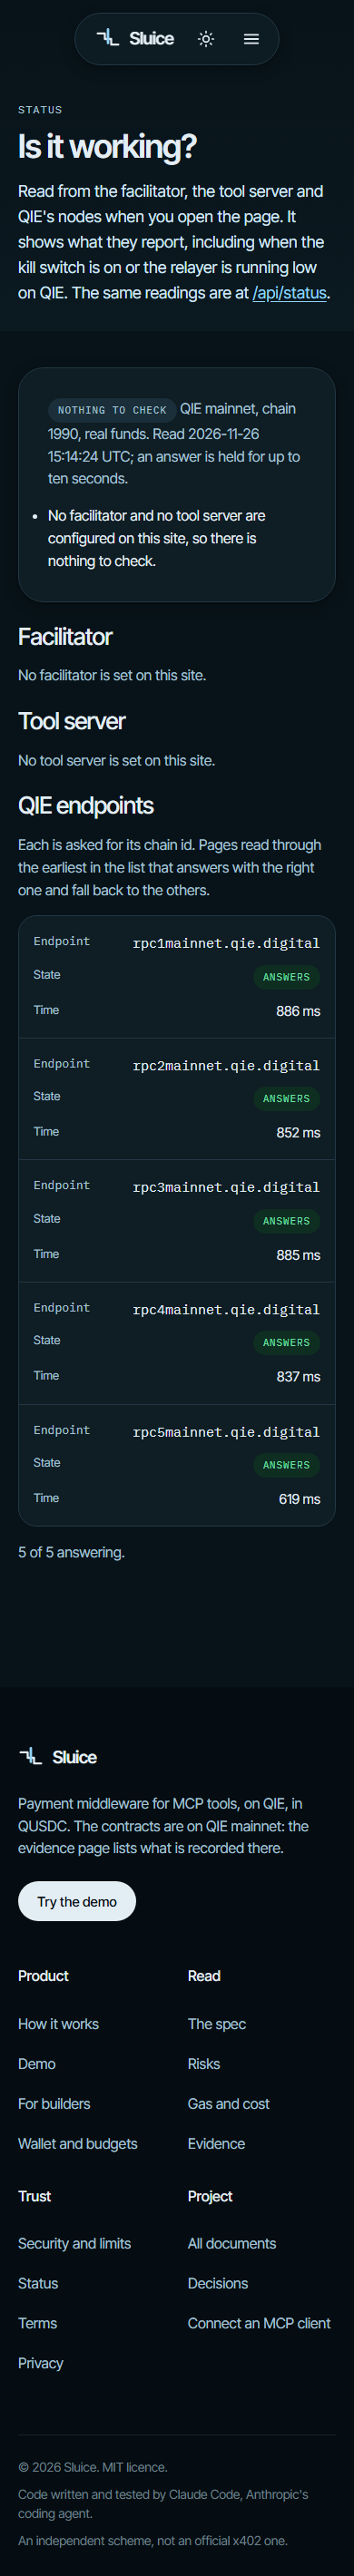 Sluice
STATUS
Is it working?
Read from the facilitator, the tool server and
QIE's nodes when you open the page. It
shows what they report, including when the
kill switch is on or the relayer is running low
on QIE. The same readings are at /api/status.
NOTHING TO CHECK QIE mainnet, chain
1990, real funds. Read 2026-11-26
15:14:24 UTC; an answer is held for up to
ten seconds.
No facilitator and no tool server are
configured on this site, so there is
nothing to check.
Facilitator
No facilitator is set on this site.
Tool server
No tool server is set on this site.
QIE endpoints
Each is asked for its chain id. Pages read through
the earliest in the list that answers with the right
one and fall back to the others.
Endpoint rpc1mainnet.qie.digital
State ANSWERS
Time 886 ms
Endpoint rpc2mainnet.qie.digital
State ANSWERS
Time 852 ms
Endpoint rpc3mainnet.qie.digital
State ANSWERS
Time 885 ms
Endpoint rpc4mainnet.qie.digital
State ANSWERS
Time 837 ms
Endpoint rpc5mainnet.qie.digital
State ANSWERS
Time 619 ms
5 of 5 answering.
Sluice
Payment middleware for MCP tools, on QIE, in
QUSDC. The contracts are on QIE mainnet: the
evidence page lists what is recorded there.
Try the demo
Product
How it works
Demo
For builders
Wallet and budgets
Read
The spec
Risks
Gas and cost
Evidence
Trust
Security and limits
Status
Terms
Privacy
Project
All documents
Decisions
Connect an MCP client
© 2026 Sluice. MIT licence.
Code written and tested by Claude Code, Anthropic's
coding agent.
An independent scheme, not an official x402 one.